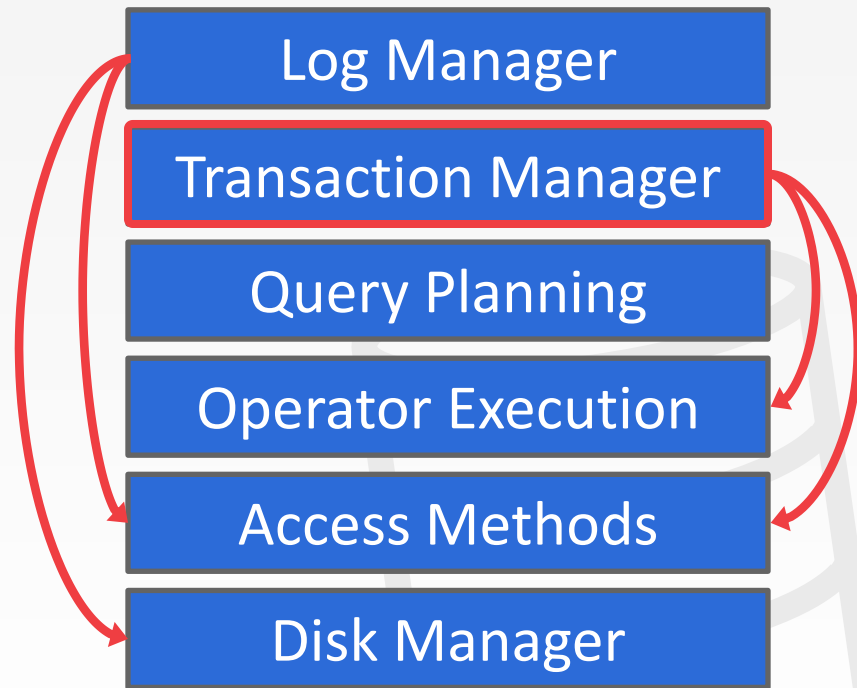 Log Manager
Transaction Manager
Query Planning
Operator Execution
Access Methods
Disk Manager